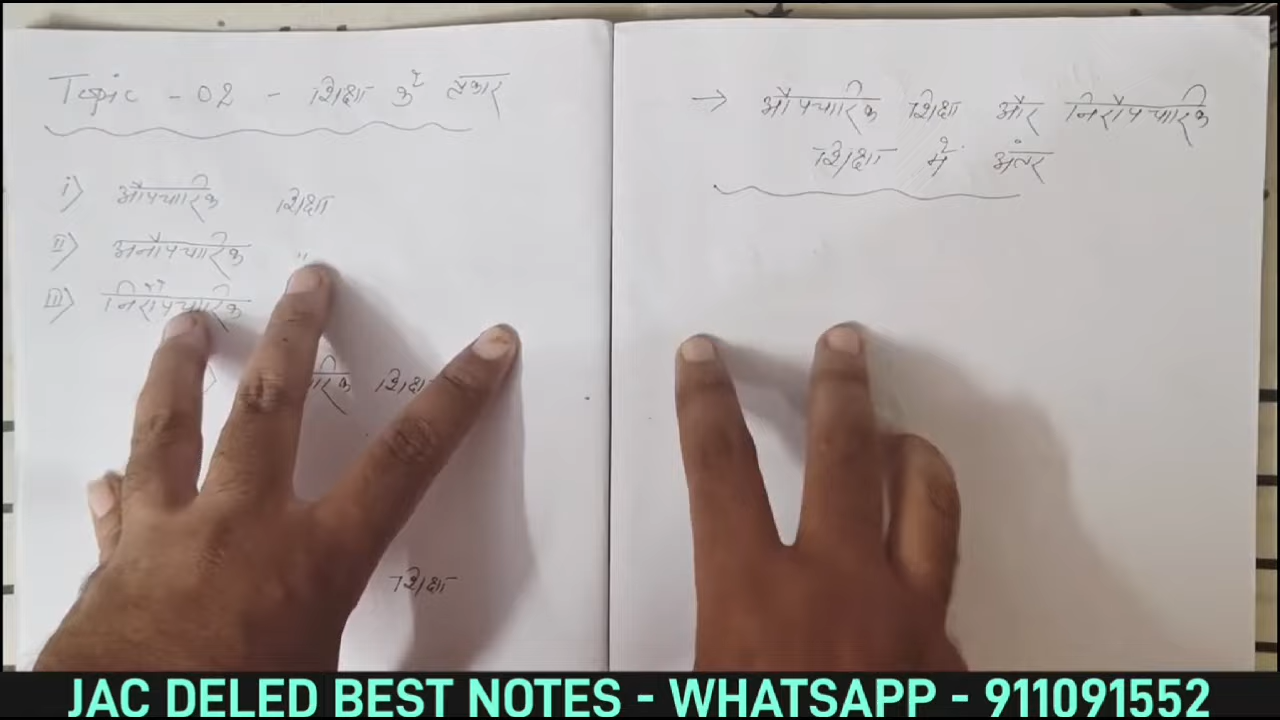 Topic - 02 - शिक्षा के प्रकार
i) औपचारिक शिक्षा
ii) अनौपचारिक "
iii) निरौपचारिक
शिक्षा
शिक्षा
→ औपचारिक शिक्षा और निरौपचारिक
शिक्षा में अंतर
JAC DELED BEST NOTES - WHATSAPP - 911091552